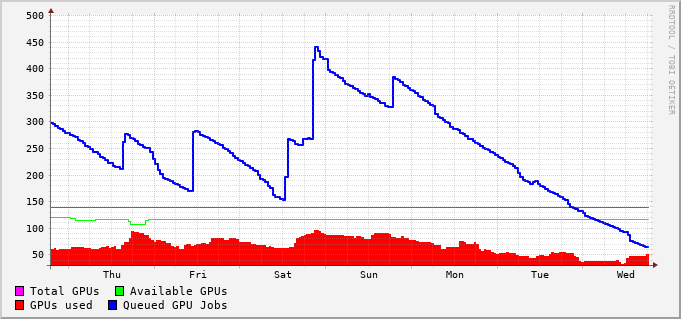 500
450
400
350
300
250
200
150
100
50
Thu Fri Sat Sun Mon Tue Wed
RRDTOOL / TOBI OETIKER
Total GPUs Available GPUs
GPUs used Queued GPU Jobs